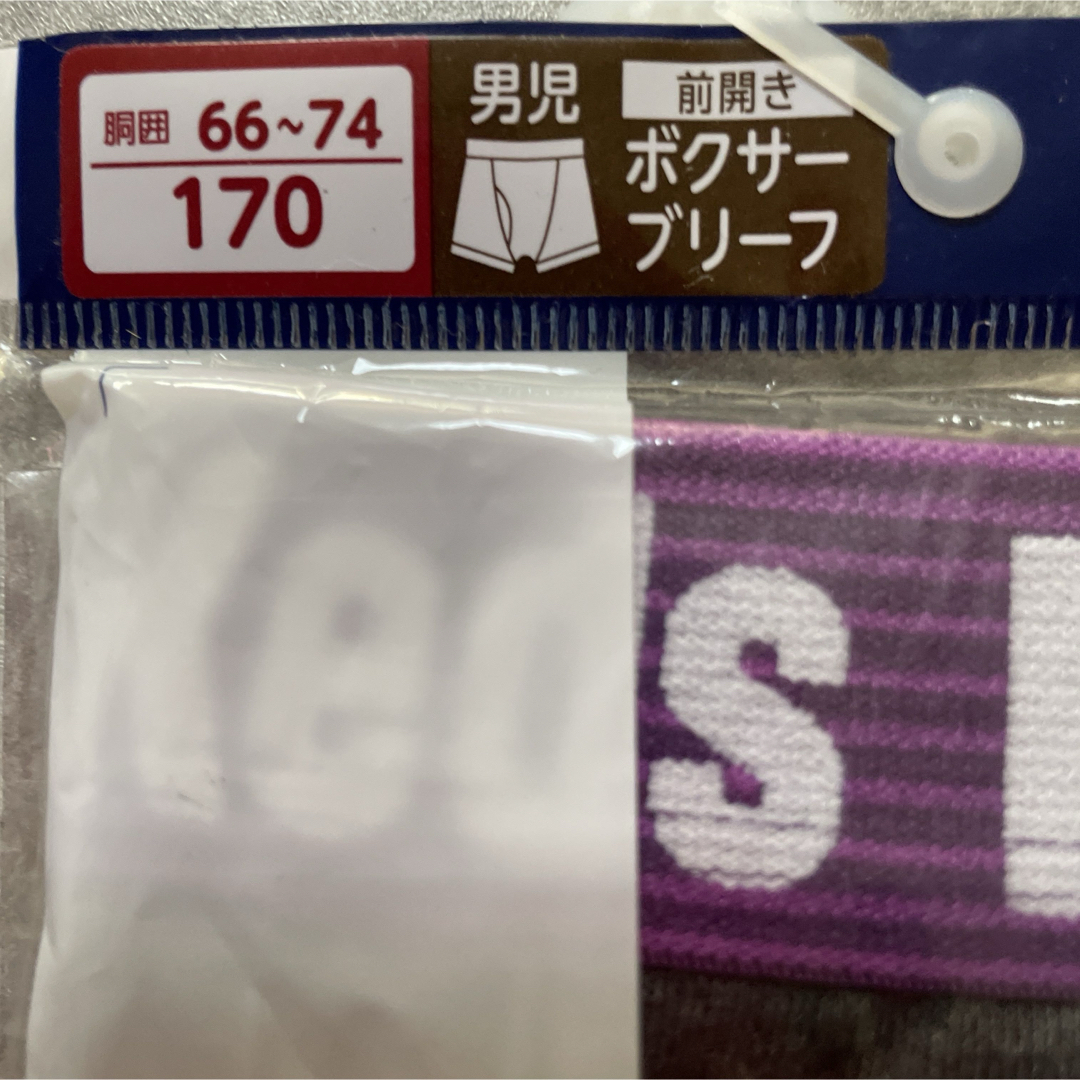 胴囲 66~74
170
男児
前開き
ボクサー
ブリーフ
s